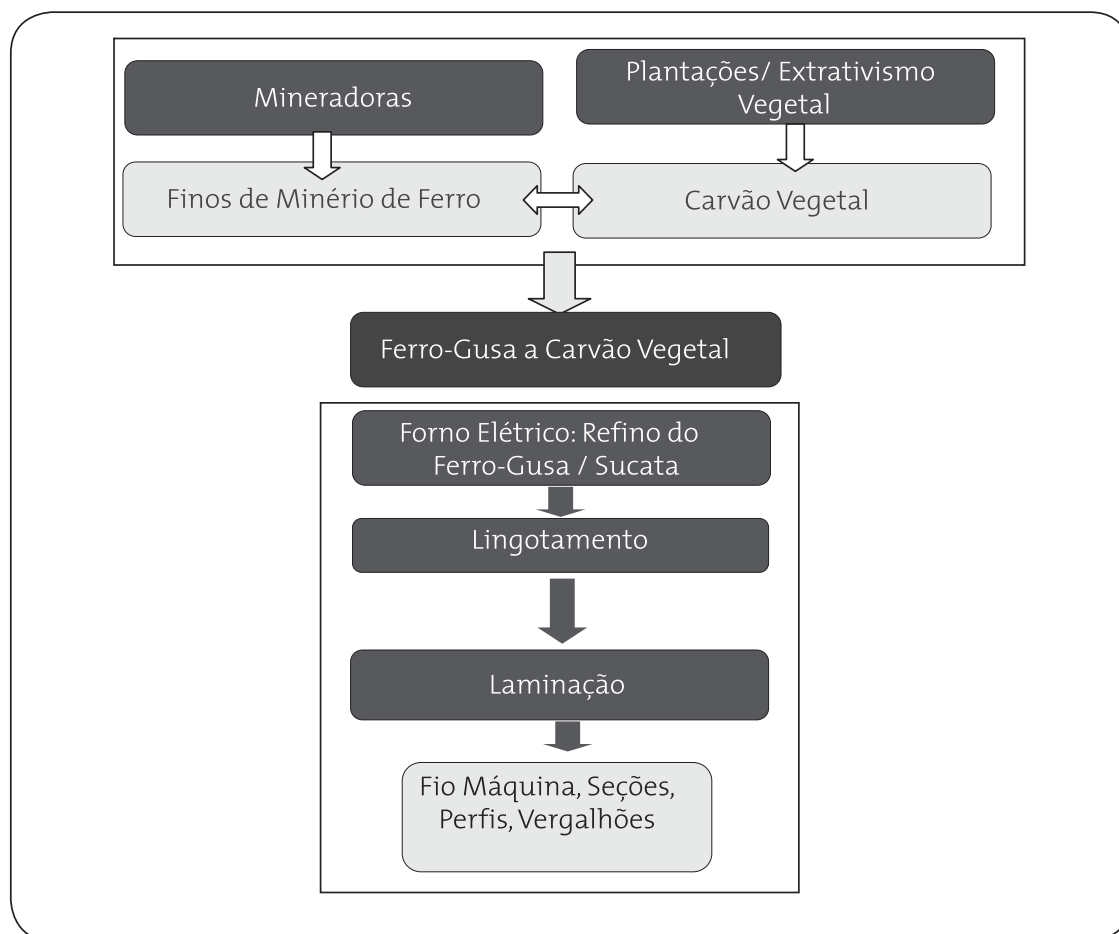 Mineradoras
Plantações/ Extrativismo
Vegetal
Finos de Minério de Ferro
Carvão Vegetal
Ferro-Gusa a Carvão Vegetal
Forno Elétrico: Refino do
Ferro-Gusa / Sucata
Lingotamento
Laminação
Fio Máquina, Seções,
Perfis, Vergalhões